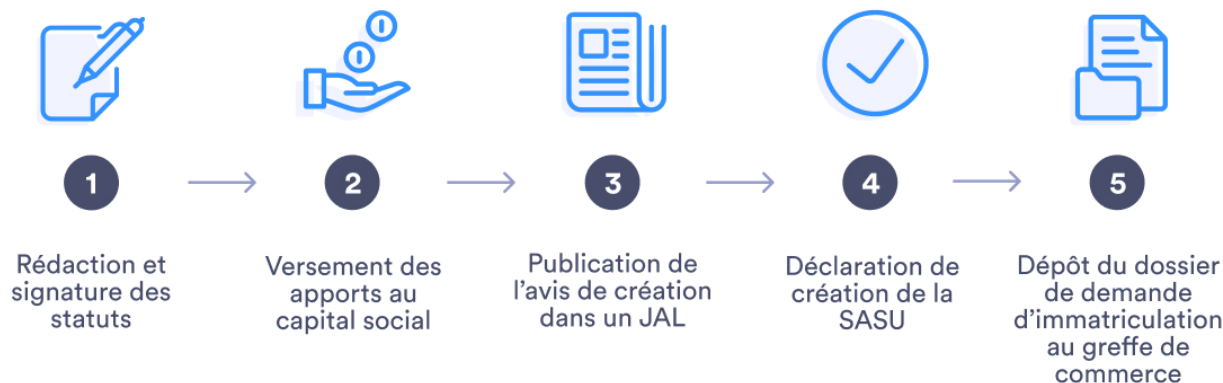 1
2
3
4
5
Rédaction et
signature des
statuts
Versement des
apports au
capital social
Publication de
l’avis de création
dans un JAL
Déclaration de
création de la
SASU
Dépôt du dossier
de demande
d’immatriculation
au greffe de
commerce